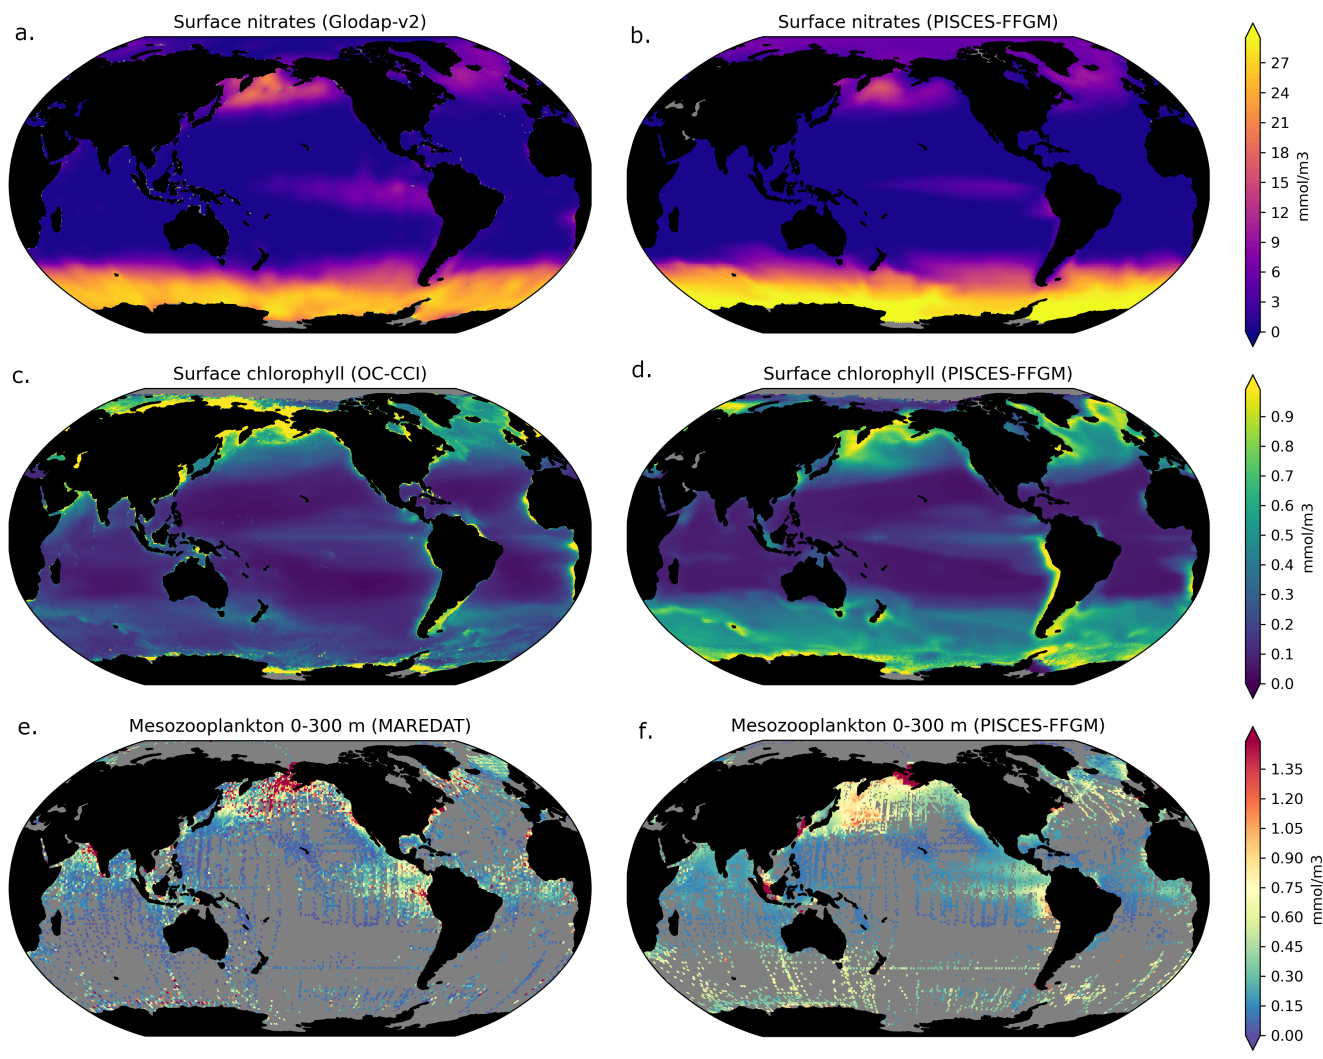 a.
Surface nitrates (Glodap-v2)
b.
Surface nitrates (PISCES-FFGM)
27
24
21
18
15
12
9
6
3
0
mmol/m3
c.
Surface chlorophyll (OC-CCI)
d.
Surface chlorophyll (PISCES-FFGM)
0.9
0.8
0.7
0.6
0.5
0.4
0.3
0.2
0.1
0.0
mmol/m3
e.
Mesozooplankton 0-300 m (MAREDAT)
f.
Mesozooplankton 0-300 m (PISCES-FFGM)
1.35
1.20
1.05
0.90
0.75
0.60
0.45
0.30
0.15
0.00
mmol/m3